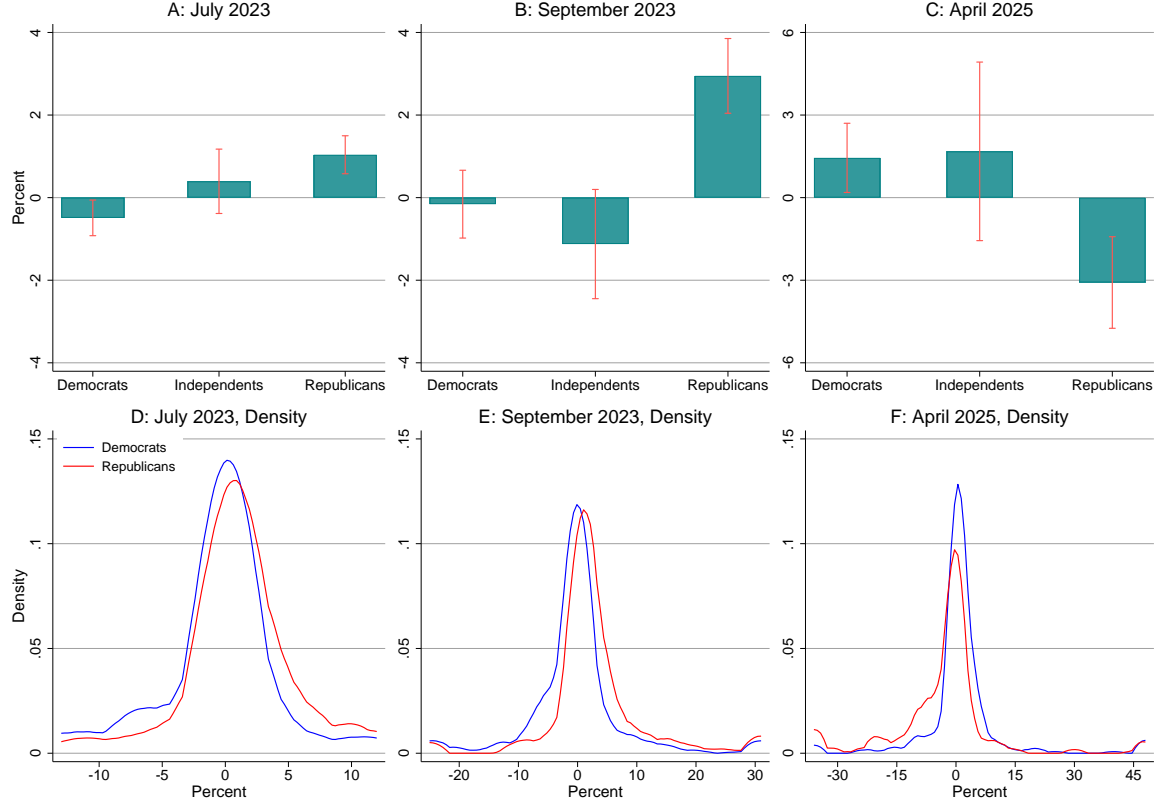 A: July 2023
B: September 2023
C: April 2025
Percent
4
2
0
-2
-4
Democrats
Independents
Republicans
4
2
0
-2
-4
Democrats
Independents
Republicans
6
3
0
-3
-6
Democrats
Independents
Republicans
D: July 2023, Density
E: September 2023, Density
F: April 2025, Density
Density
.15
.1
.05
0
Democrats
Republicans
-10
-5
0
5
10
Percent
.15
.1
.05
0
-20
-10
0
10
20
30
Percent
.15
.1
.05
0
-30
-15
0
15
30
45
Percent